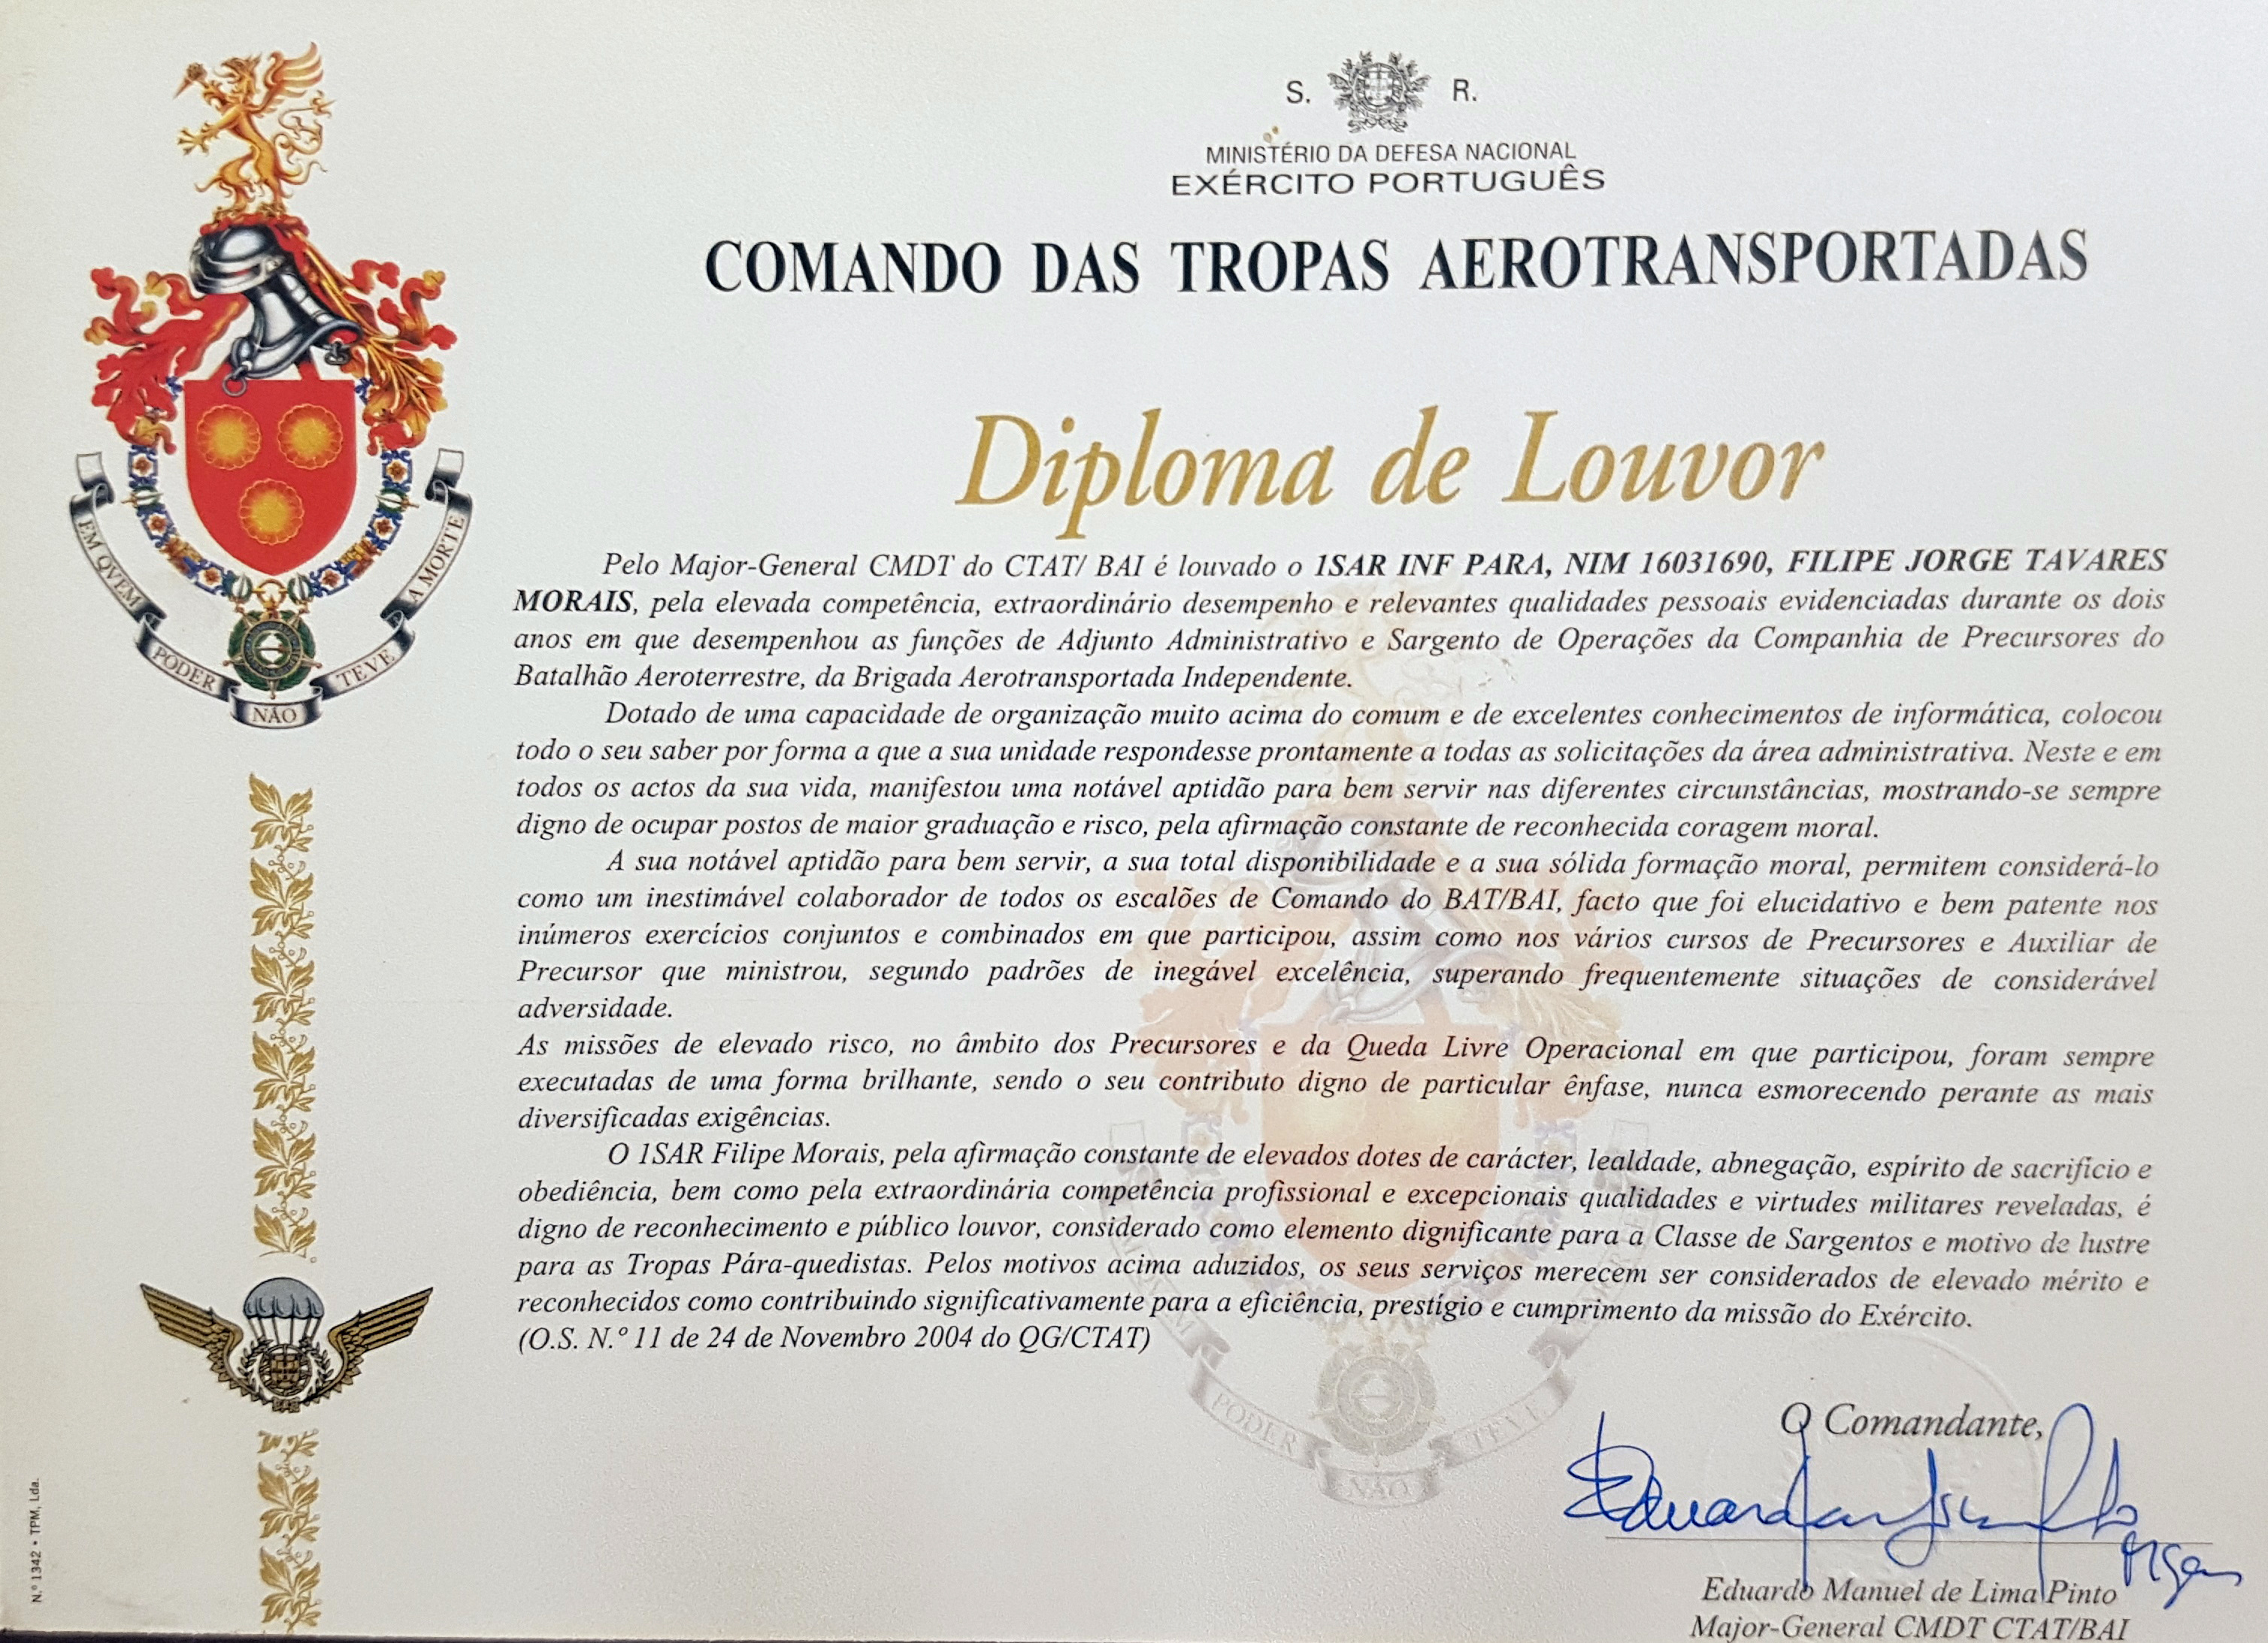 S. R.
MINISTÉRIO DA DEFESA NACIONAL
EXÉRCITO PORTUGUÊS
COMANDO DAS TROPAS AEROTRANSPORTADAS
Diploma de Louvor
EM QVEM PODER NÃO TEVE A MORTE
Pelo Major-General CMDT do CTAT/ BAI é louvado o 1SAR INF PARA, NIM 16031690, FILIPE JORGE TAVARES
MORAIS, pela elevada competência, extraordinário desempenho e relevantes qualidades pessoais evidenciadas durante os dois
anos em que desempenhou as funções de Adjunto Administrativo e Sargento de Operações da Companhia de Precursores do
Batalhão Aeroterrestre, da Brigada Aerotransportada Independente.
Dotado de uma capacidade de organização muito acima do comum e de excelentes conhecimentos de informática, colocou
todo o seu saber por forma a que a sua unidade respondesse prontamente a todas as solicitações da área administrativa. Neste e em
todos os actos da sua vida, manifestou uma notável aptidão para bem servir nas diferentes circunstâncias, mostrando-se sempre
digno de ocupar postos de maior graduação e risco, pela afirmação constante de reconhecida coragem moral.
A sua notável aptidão para bem servir, a sua total disponibilidade e a sua sólida formação moral, permitem considerá-lo
como um inestimável colaborador de todos os escalões de Comando do BAT/BAI, facto que foi elucidativo e bem patente nos
inúmeros exercícios conjuntos e combinados em que participou, assim como nos vários cursos de Precursores e Auxiliar de
Precursor que ministrou, segundo padrões de inegável excelência, superando frequentemente situações de considerável
adversidade.
As missões de elevado risco, no âmbito dos Precursores e da Queda Livre Operacional em que participou, foram sempre
executadas de uma forma brilhante, sendo o seu contributo digno de particular ênfase, nunca esmorecendo perante as mais
diversificadas exigências.
O 1SAR Filipe Morais, pela afirmação constante de elevados dotes de carácter, lealdade, abnegação, espírito de sacrifício e
obediência, bem como pela extraordinária competência profissional e excepcionais qualidades e virtudes militares reveladas, é
digno de reconhecimento e público louvor, considerado como elemento dignificante para a Classe de Sargentos e motivo de lustre
para as Tropas Pára-quedistas. Pelos motivos acima aduzidos, os seus serviços merecem ser considerados de elevado mérito e
reconhecidos como contribuindo significativamente para a eficiência, prestígio e cumprimento da missão do Exército.
(O.S. N.º 11 de 24 de Novembro 2004 do QG/CTAT)
PODER NÃO TEVE
O Comandante,
Eduardo Manuel de Lima Pinto
Major-General CMDT CTAT/BAI
N.º 1342 • TPM, Lda.